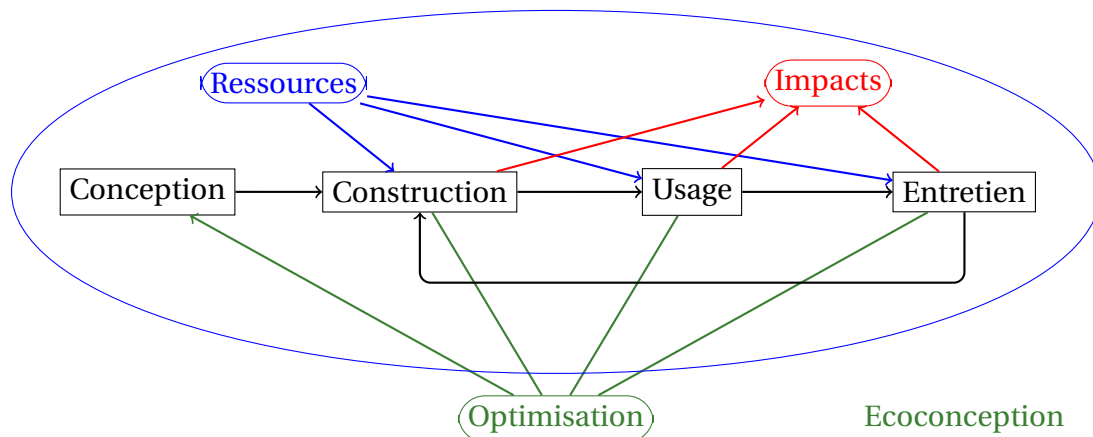 Ressources
Impacts
Conception
Construction
Usage
Entretien
Optimisation
Ecoconception